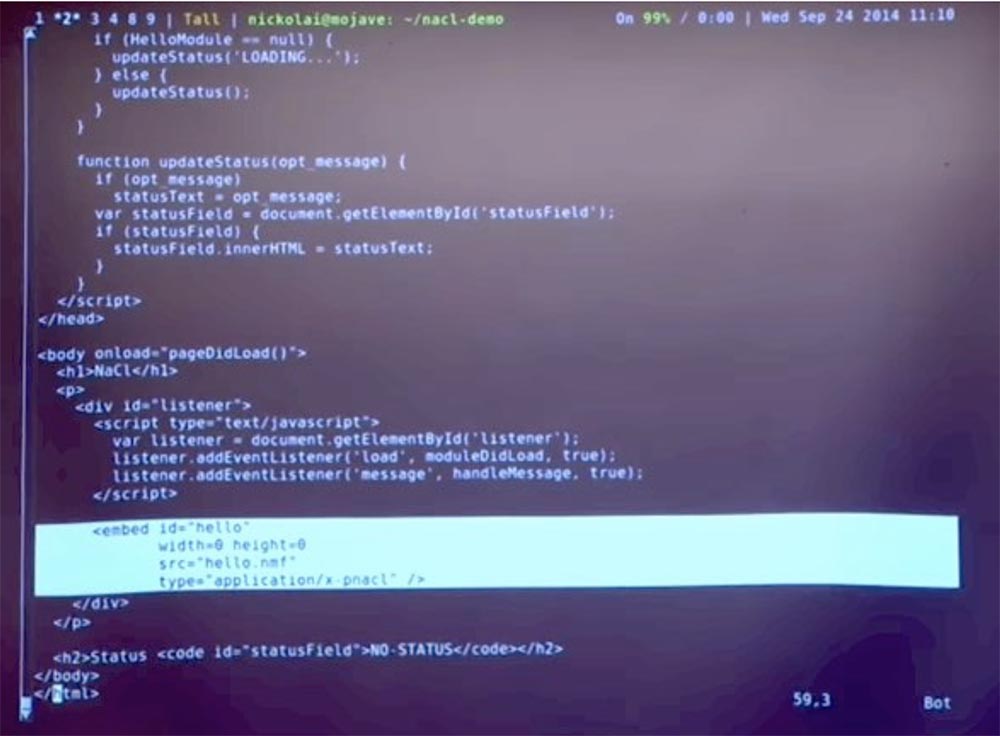 1 *2* 3 4 8 9 | Tall | nickolai@mojave: ~/nacl-demo On 99% / 0:00 | Wed Sep 24 2014 11:10
if (HelloModule == null) {
updateStatus('LOADING...');
} else {
updateStatus();
}
}
function updateStatus(opt_message) {
if (opt_message)
statusText = opt_message;
var statusField = document.getElementById('statusField');
if (statusField) {
statusField.innerHTML = statusText;
}
}
</script>
</head>
<body onload="pageDidLoad()">
<h1>NaCl</h1>
<p>
<div id="listener">
<script type="text/javascript">
var listener = document.getElementById('listener');
listener.addEventListener('load', moduleDidLoad, true);
listener.addEventListener('message', handleMessage, true);
</script>
<embed id="hello"
width=0 height=0
src="hello.nmf"
type="application/x-pnacl" />
</div>
</p>
<h2>Status <code id="statusField">NO-STATUS</code></h2>
</body>
</html>
59,3 Bot